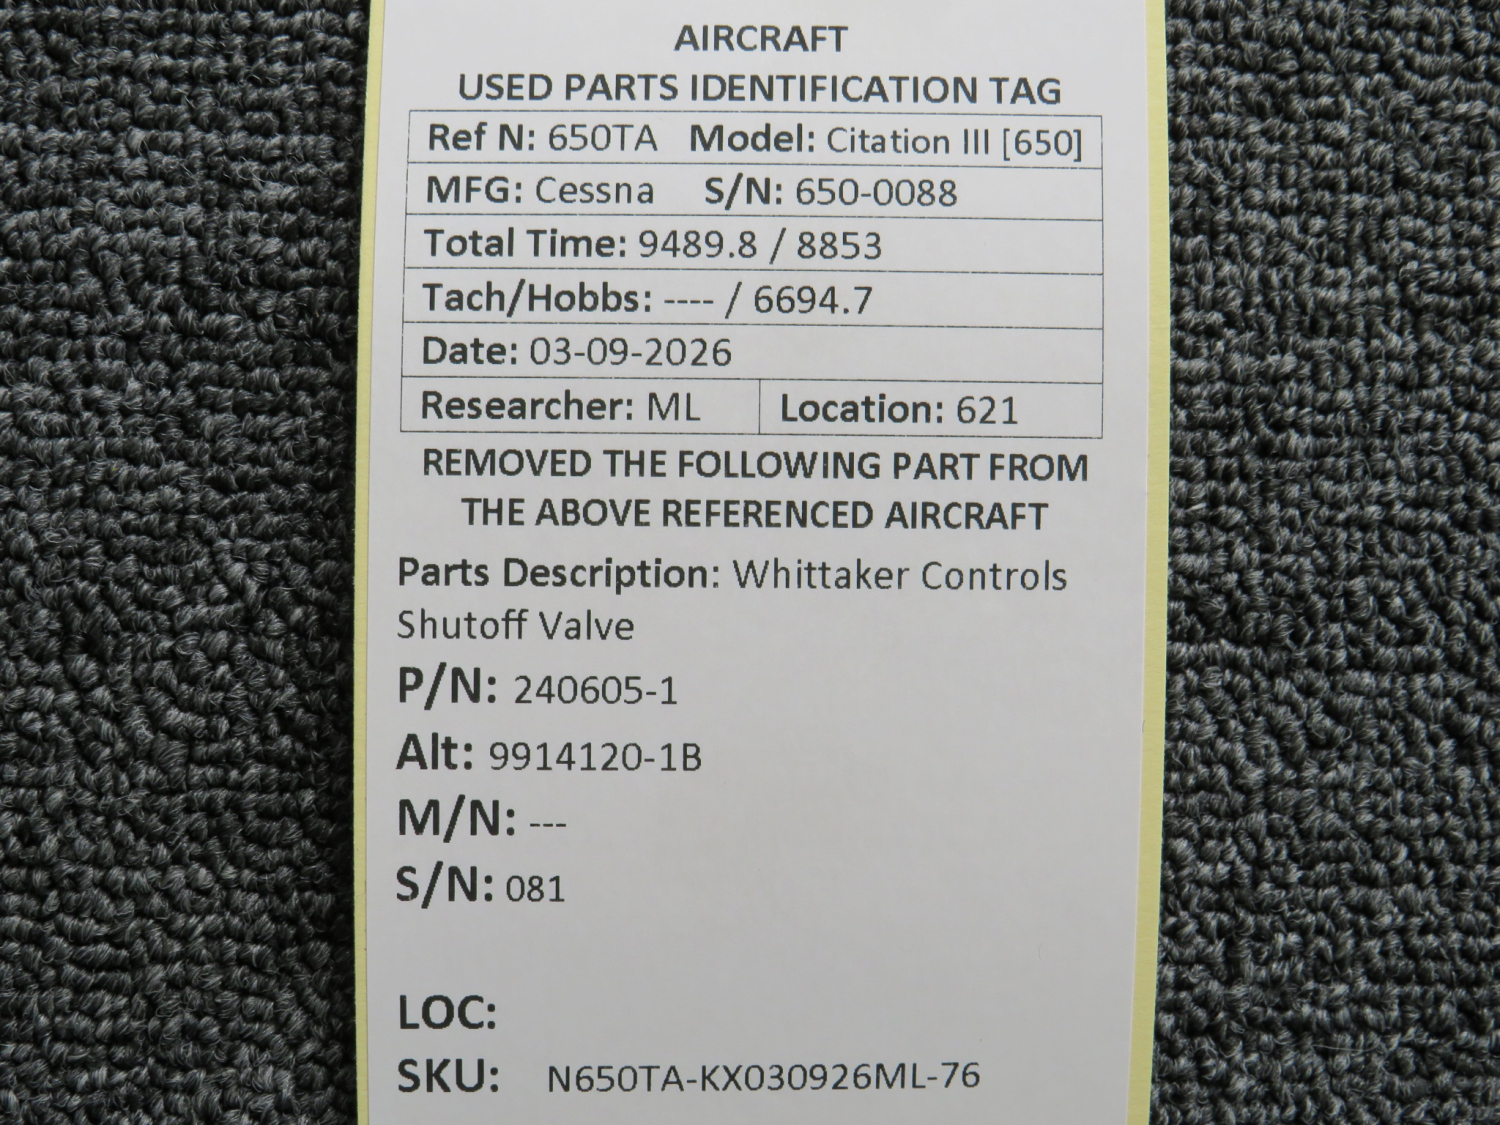 AIRCRAFT
USED PARTS IDENTIFICATION TAG
Ref N: 650TA Model: Citation III [650]
MFG: Cessna S/N: 650-0088
Total Time: 9489.8 / 8853
Tach/Hobbs: ---- / 6694.7
Date: 03-09-2026
Researcher: ML Location: 621
REMOVED THE FOLLOWING PART FROM
THE ABOVE REFERENCED AIRCRAFT
Parts Description: Whittaker Controls
Shutoff Valve
P/N: 240605-1
Alt: 9914120-1B
M/N: ---
S/N: 081
LOC:
SKU: N650TA-KX030926ML-76